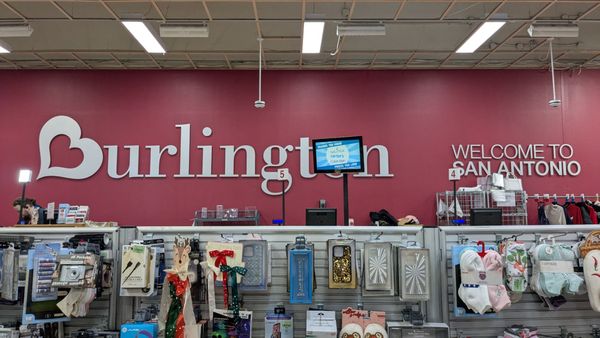 Burlington
WELCOME TO
SAN ANTONIO
5
4